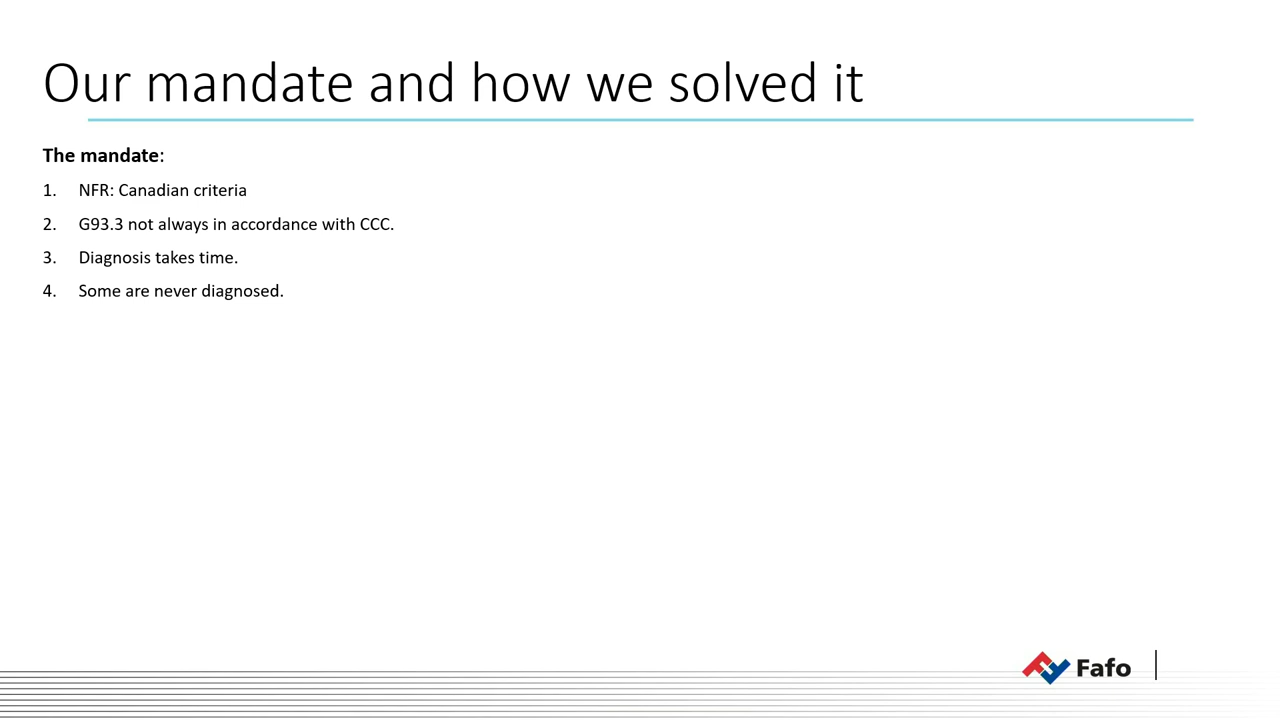 Our mandate and how we solved it
The mandate:
1. NFR: Canadian criteria
2. G93.3 not always in accordance with CCC.
3. Diagnosis takes time.
4. Some are never diagnosed.
Fafo